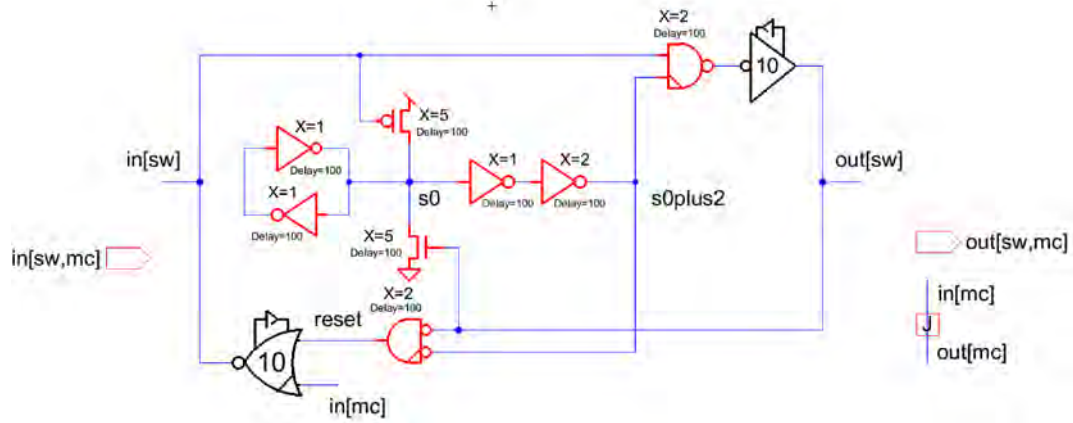 X=2
Delay=100
10
X=5
Delay=100
X=1
Delay=100
in[sw]
X=1
Delay=100
s0
X=1
Delay=100
X=2
Delay=100
s0plus2
out[sw]
X=5
Delay=100
in[sw,mc]
out[sw,mc]
X=2
Delay=100
in[mc]
reset
J
10
out[mc]
in[mc]